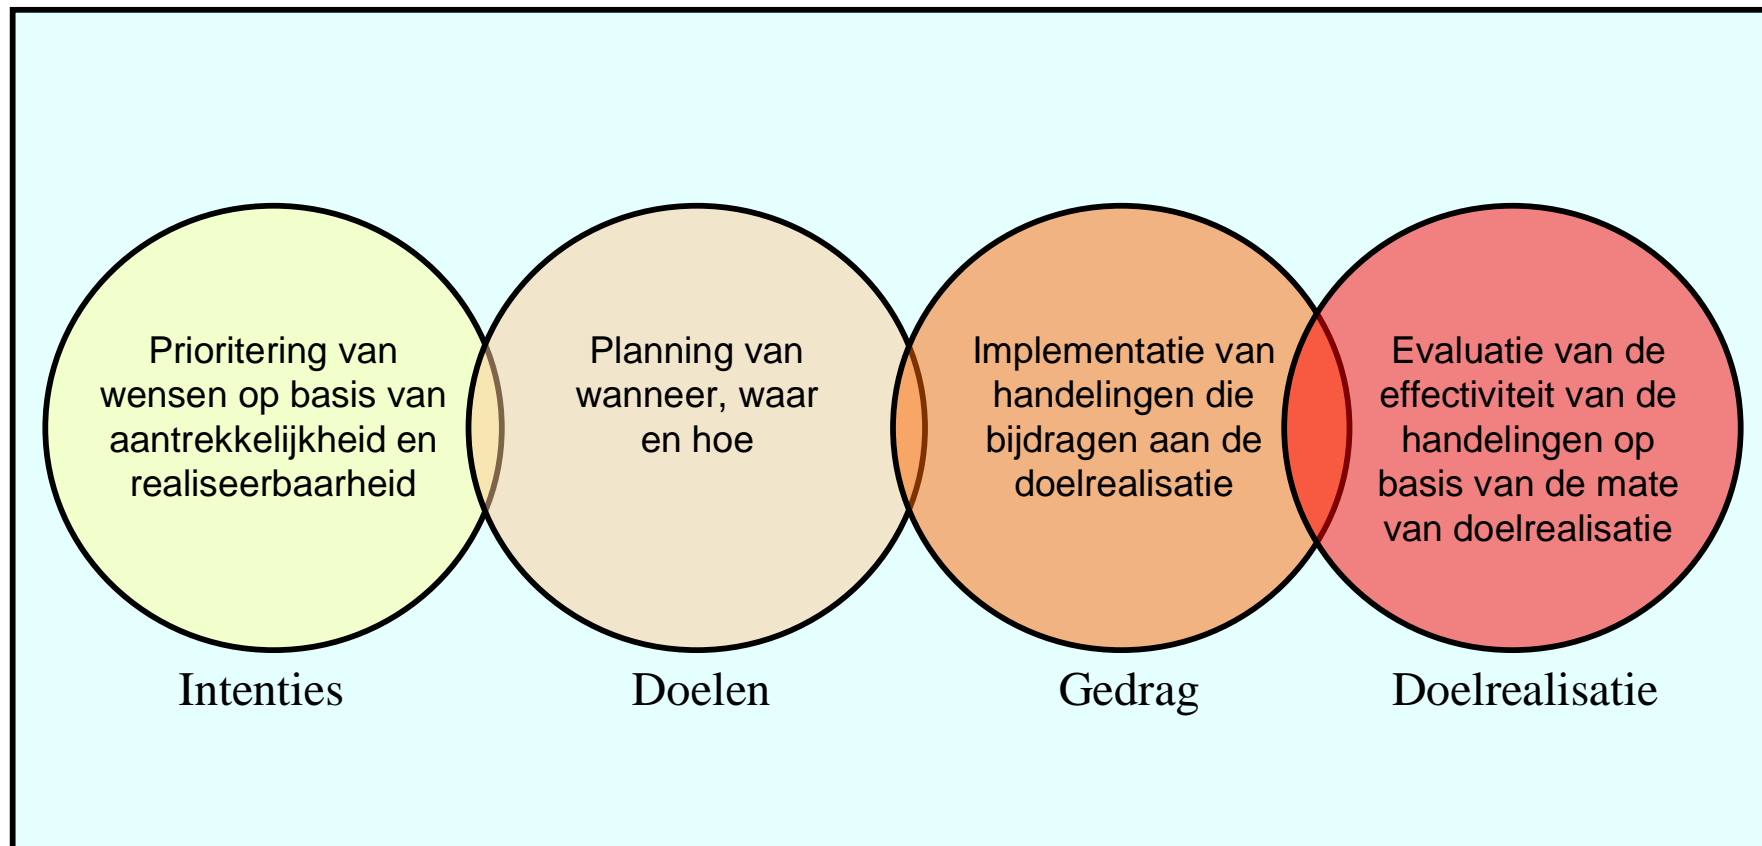 Prioritering van
wensen op basis van
aantrekkelijkheid en
realiseerbaarheid
Planning van
wanneer, waar
en hoe
Implementatie van
handelingen die
bijdragen aan de
doelrealisatie
Evaluatie van de
effectiviteit van de
handelingen op
basis van de mate
van doelrealisatie
Intenties
Doelen
Gedrag
Doelrealisatie